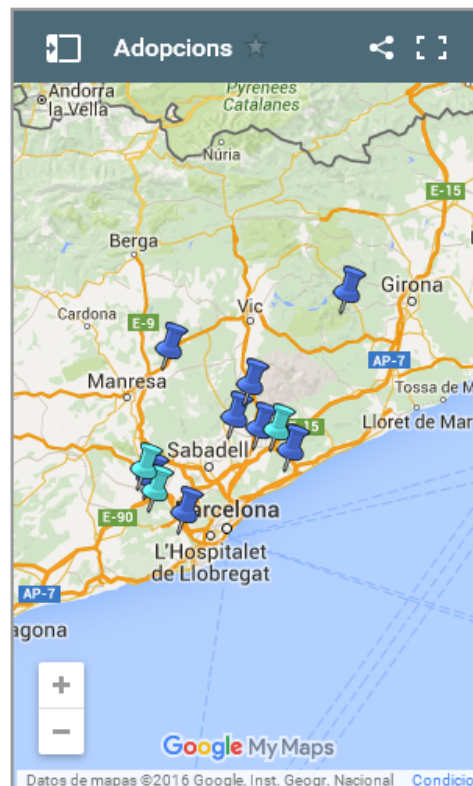 Adopcions
Andorra
la Vella
Pyrénées
Catalanes
Núria
E-15
Berga
Girona
Cardona
Vic
E-9
AP-7
Manresa
Tossa de M
E-15
Lloret de Mar
Sabadell
E-90
Barcelona
L'Hospitalet
de Llobregat
AP-7
agona
+
−
Google My Maps
Datos de mapas ©2016 Google, Inst. Geogr. Nacional Condicio